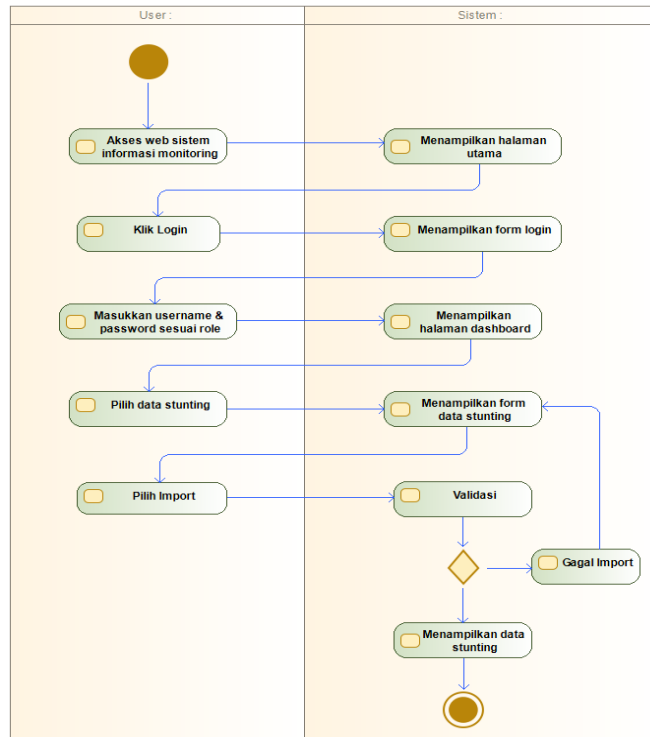 User :
Sistem :
Akses web sistem
informasi monitoring
Menampilkan halaman
utama
Klik Login
Menampilkan form login
Masukkan username &
password sesuai role
Menampilkan
halaman dashboard
Pilih data stunting
Menampilkan form
data stunting
Pilih Import
Validasi
Gagal Import
Menampilkan data
stunting